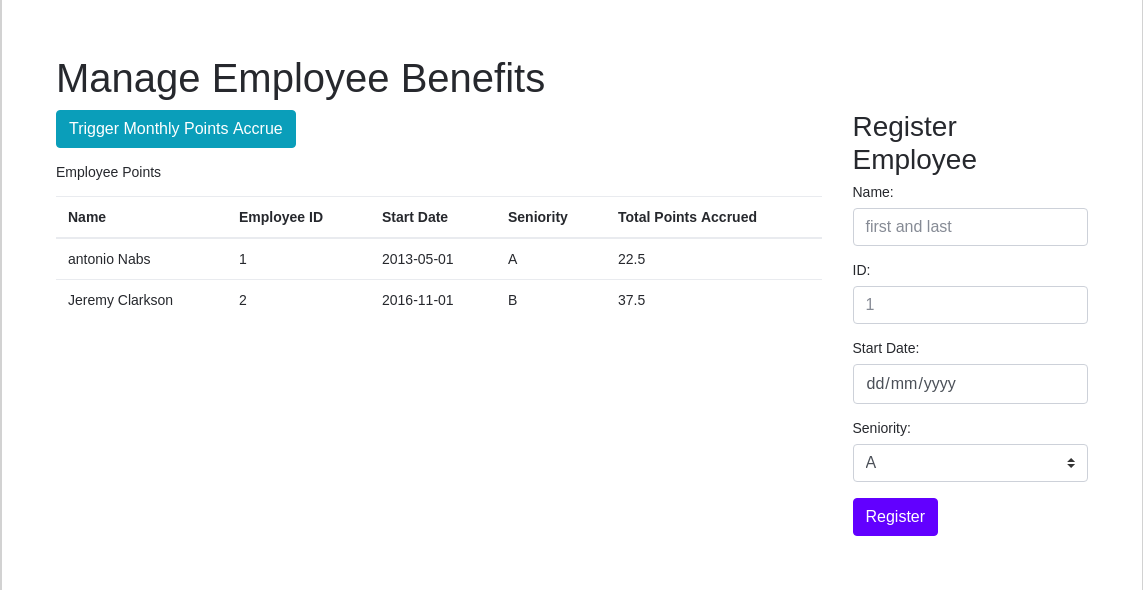 Manage Employee Benefits
Trigger Monthly Points Accrue
Employee Points
Name Employee ID Start Date Seniority Total Points Accrued
antonio Nabs 1 2013-05-01 A 22.5
Jeremy Clarkson 2 2016-11-01 B 37.5
Register
Employee
Name:
first and last
ID:
1
Start Date:
dd/mm/yyyy
Seniority:
A
Register